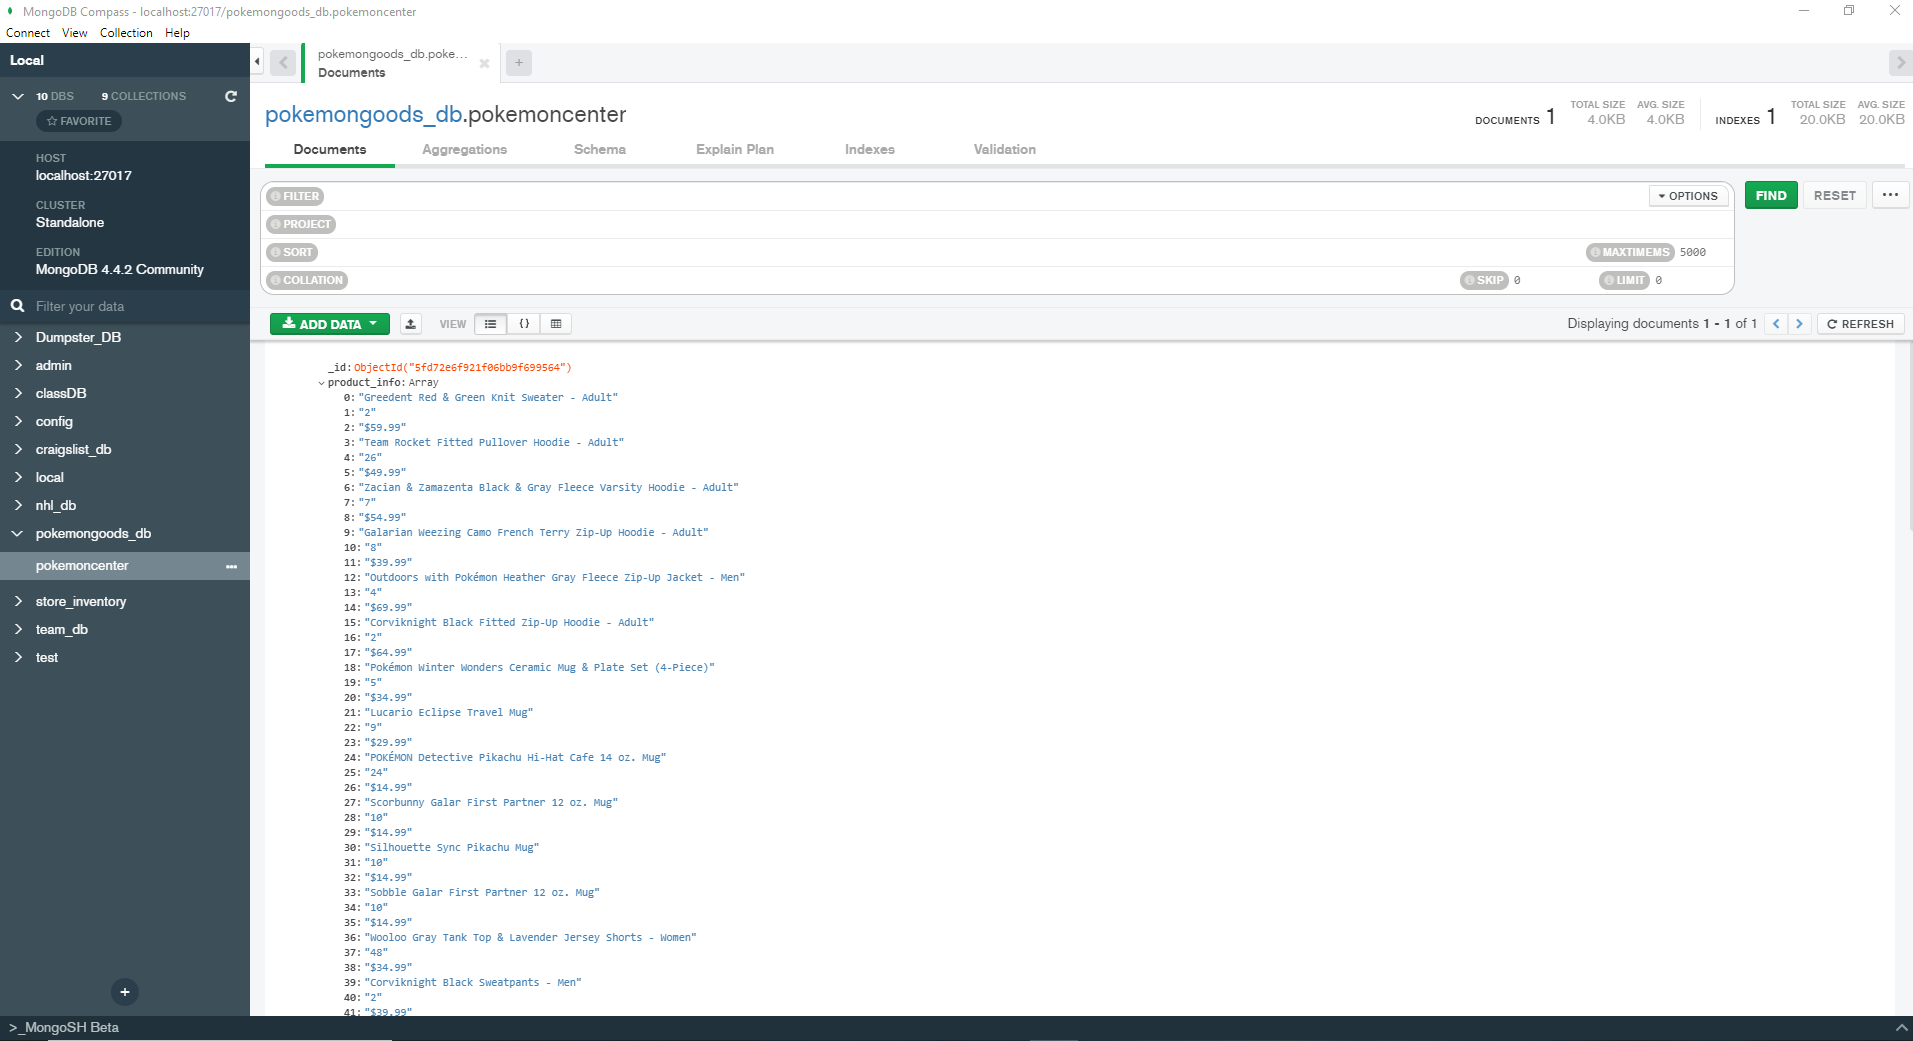 MongoDB Compass - localhost:27017/pokemongoods_db.pokemoncenter
Connect View Collection Help
Local
10 DBS 9 COLLECTIONS
FAVORITE
HOST
localhost:27017
CLUSTER
Standalone
EDITION
MongoDB 4.4.2 Community
Filter your data
Dumpster_DB
admin
classDB
config
craigslist_db
local
nhl_db
pokemongoods_db
pokemoncenter
store_inventory
team_db
test
pokemongoods_db.poke...
Documents
pokemongoods_db.pokemoncenter
DOCUMENTS 1 TOTAL SIZE 4.0KB AVG. SIZE 4.0KB INDEXES 1 TOTAL SIZE 20.0KB AVG. SIZE 20.0KB
Documents Aggregations Schema Explain Plan Indexes Validation
FILTER OPTIONS FIND RESET ...
PROJECT
SORT MAXTIMEMS 5000
COLLATION SKIP 0 LIMIT 0
ADD DATA VIEW {} Displaying documents 1 - 1 of 1 < > REFRESH
_id: ObjectId("5fd72e6f921f06bb9f699564")
product_info: Array
0: "Greedent Red & Green Knit Sweater - Adult"
1: "2"
2: "$59.99"
3: "Team Rocket Fitted Pullover Hoodie - Adult"
4: "26"
5: "$49.99"
6: "Zacian & Zamazenta Black & Gray Fleece Varsity Hoodie - Adult"
7: "7"
8: "$54.99"
9: "Galarian Weezing Camo French Terry Zip-Up Hoodie - Adult"
10: "8"
11: "$39.99"
12: "Outdoors with Pokémon Heather Gray Fleece Zip-Up Jacket - Men"
13: "4"
14: "$69.99"
15: "Corviknight Black Fitted Zip-Up Hoodie - Adult"
16: "2"
17: "$64.99"
18: "Pokémon Winter Wonders Ceramic Mug & Plate Set (4-Piece)"
19: "5"
20: "$34.99"
21: "Lucario Eclipse Travel Mug"
22: "9"
23: "$29.99"
24: "POKÉMON Detective Pikachu Hi-Hat Cafe 14 oz. Mug"
25: "24"
26: "$14.99"
27: "Scorbunny Galar First Partner 12 oz. Mug"
28: "10"
29: "$14.99"
30: "Silhouette Sync Pikachu Mug"
31: "10"
32: "$14.99"
33: "Sobble Galar First Partner 12 oz. Mug"
34: "10"
35: "$14.99"
36: "Wooloo Gray Tank Top & Lavender Jersey Shorts - Women"
37: "48"
38: "$34.99"
39: "Corviknight Black Sweatpants - Men"
40: "2"
41: "$39.99"
>_MongoSH Beta